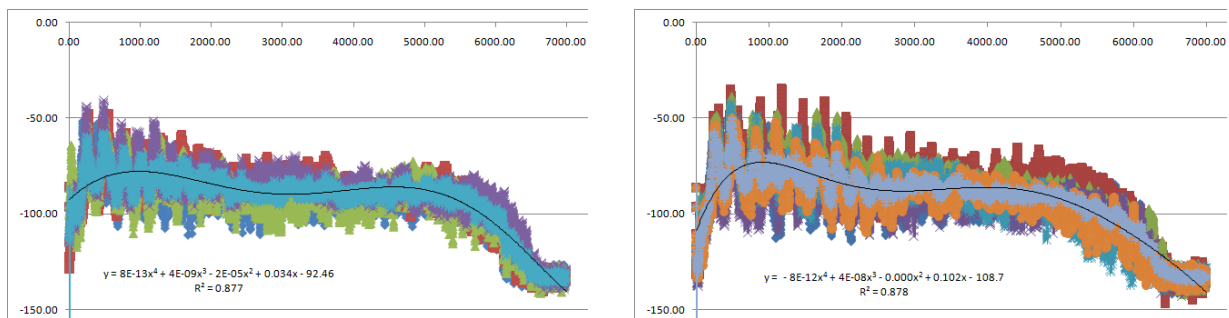 0.00
0.00 1000.00 2000.00 3000.00 4000.00 5000.00 6000.00 7000.00
-50.00
-100.00
y = 8E-13x⁴ + 4E-09x³ - 2E-05x² + 0.034x - 92.46
R² = 0.877
-150.00
0.00
0.00 1000.00 2000.00 3000.00 4000.00 5000.00 6000.00 7000.00
-50.00
-100.00
y = - 8E-12x⁴ + 4E-08x³ - 0.000x² + 0.102x - 108.7
R² = 0.878
-150.00